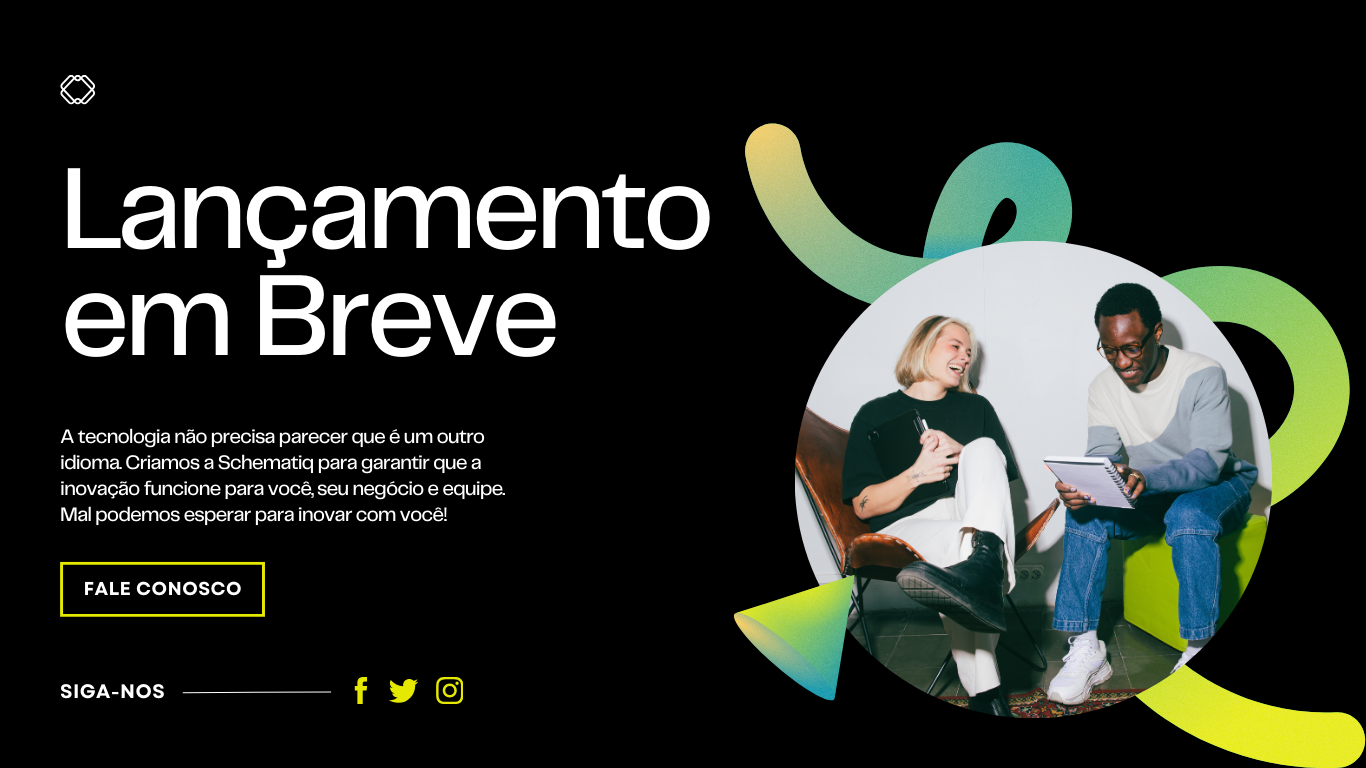 Lançamento
em Breve
A tecnologia não precisa parecer que é um outro
idioma. Criamos a Schematiq para garantir que a
inovação funcione para você, seu negócio e equipe.
Mal podemos esperar para inovar com você!
FALE CONOSCO
SIGA-NOS